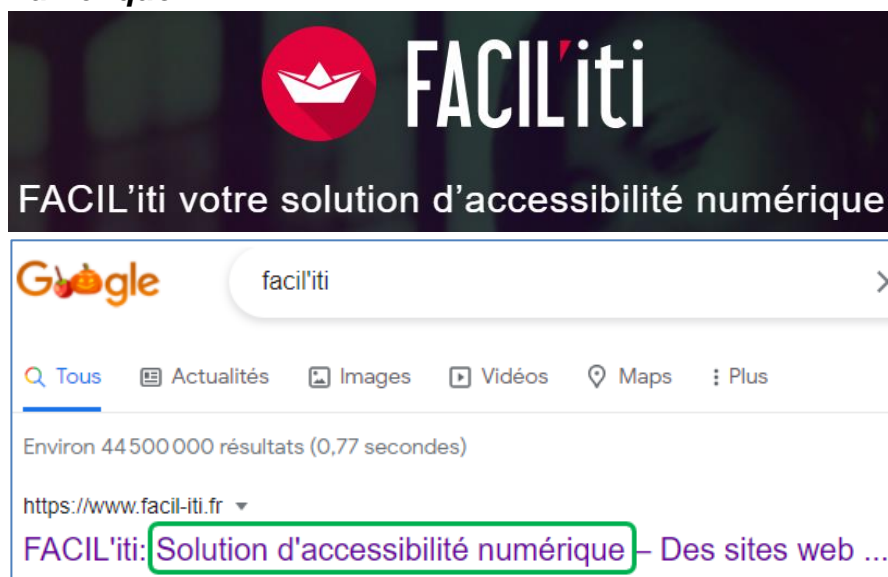 FACIL'iti
FACIL'iti votre solution d'accessibilité numérique
Google
facil'iti
Tous Actualités Images Vidéos Maps Plus
Environ 44 500 000 résultats (0,77 secondes)
https://www.facil-iti.fr
FACIL'iti: Solution d'accessibilité numérique – Des sites web ...